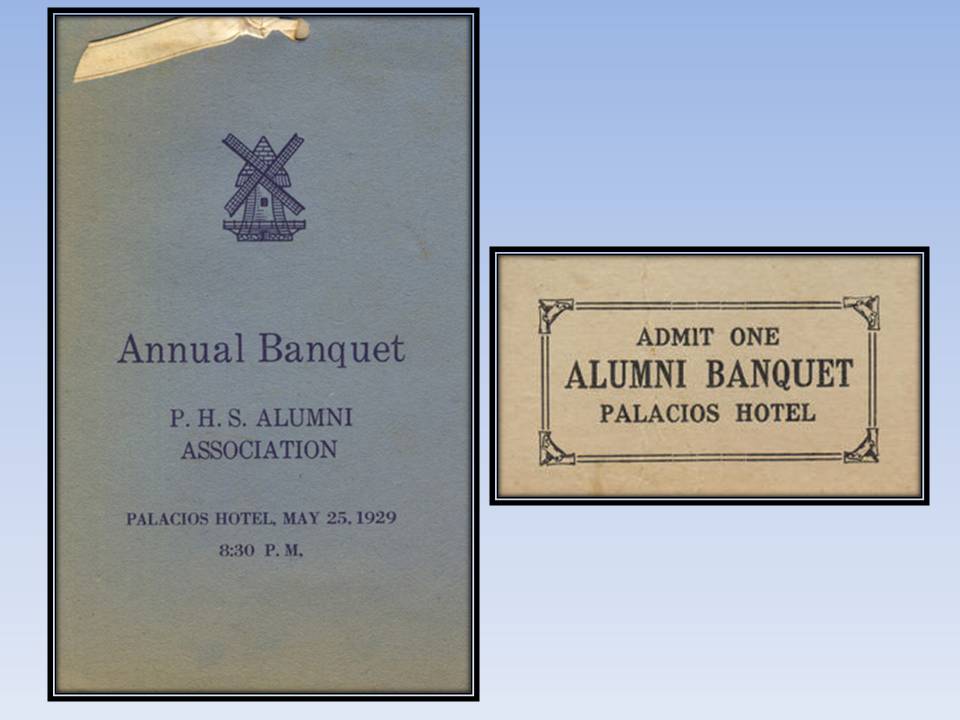 Annual Banquet
P. H. S. ALUMNI
ASSOCIATION
PALACIOS HOTEL, MAY 25, 1929
8:30 P. M.
ADMIT ONE
ALUMNI BANQUET
PALACIOS HOTEL